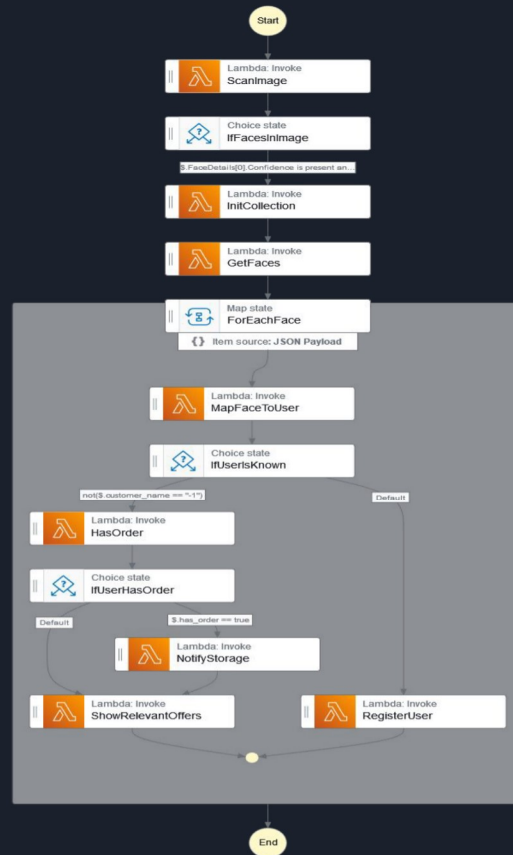 Start
Lambda: Invoke
ScanImage
Choice state
IfFacesInImage
$.FaceDetails[0].Confidence is present an...
Lambda: Invoke
InitCollection
Lambda: Invoke
GetFaces
Map state
ForEachFace
{} Item source: JSON Payload
Lambda: Invoke
MapFaceToUser
Choice state
IfUserIsKnown
not($.customer_name == "-1")
Default
Lambda: Invoke
HasOrder
Choice state
IfUserHasOrder
Default
$.has_order == true
Lambda: Invoke
NotifyStorage
Lambda: Invoke
ShowRelevantOffers
Lambda: Invoke
RegisterUser
End